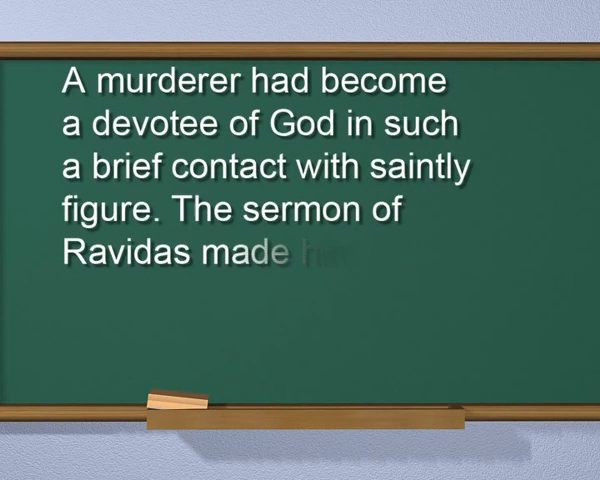 A murderer had become
a devotee of God in such
a brief contact with saintly
figure. The sermon of
Ravidas made